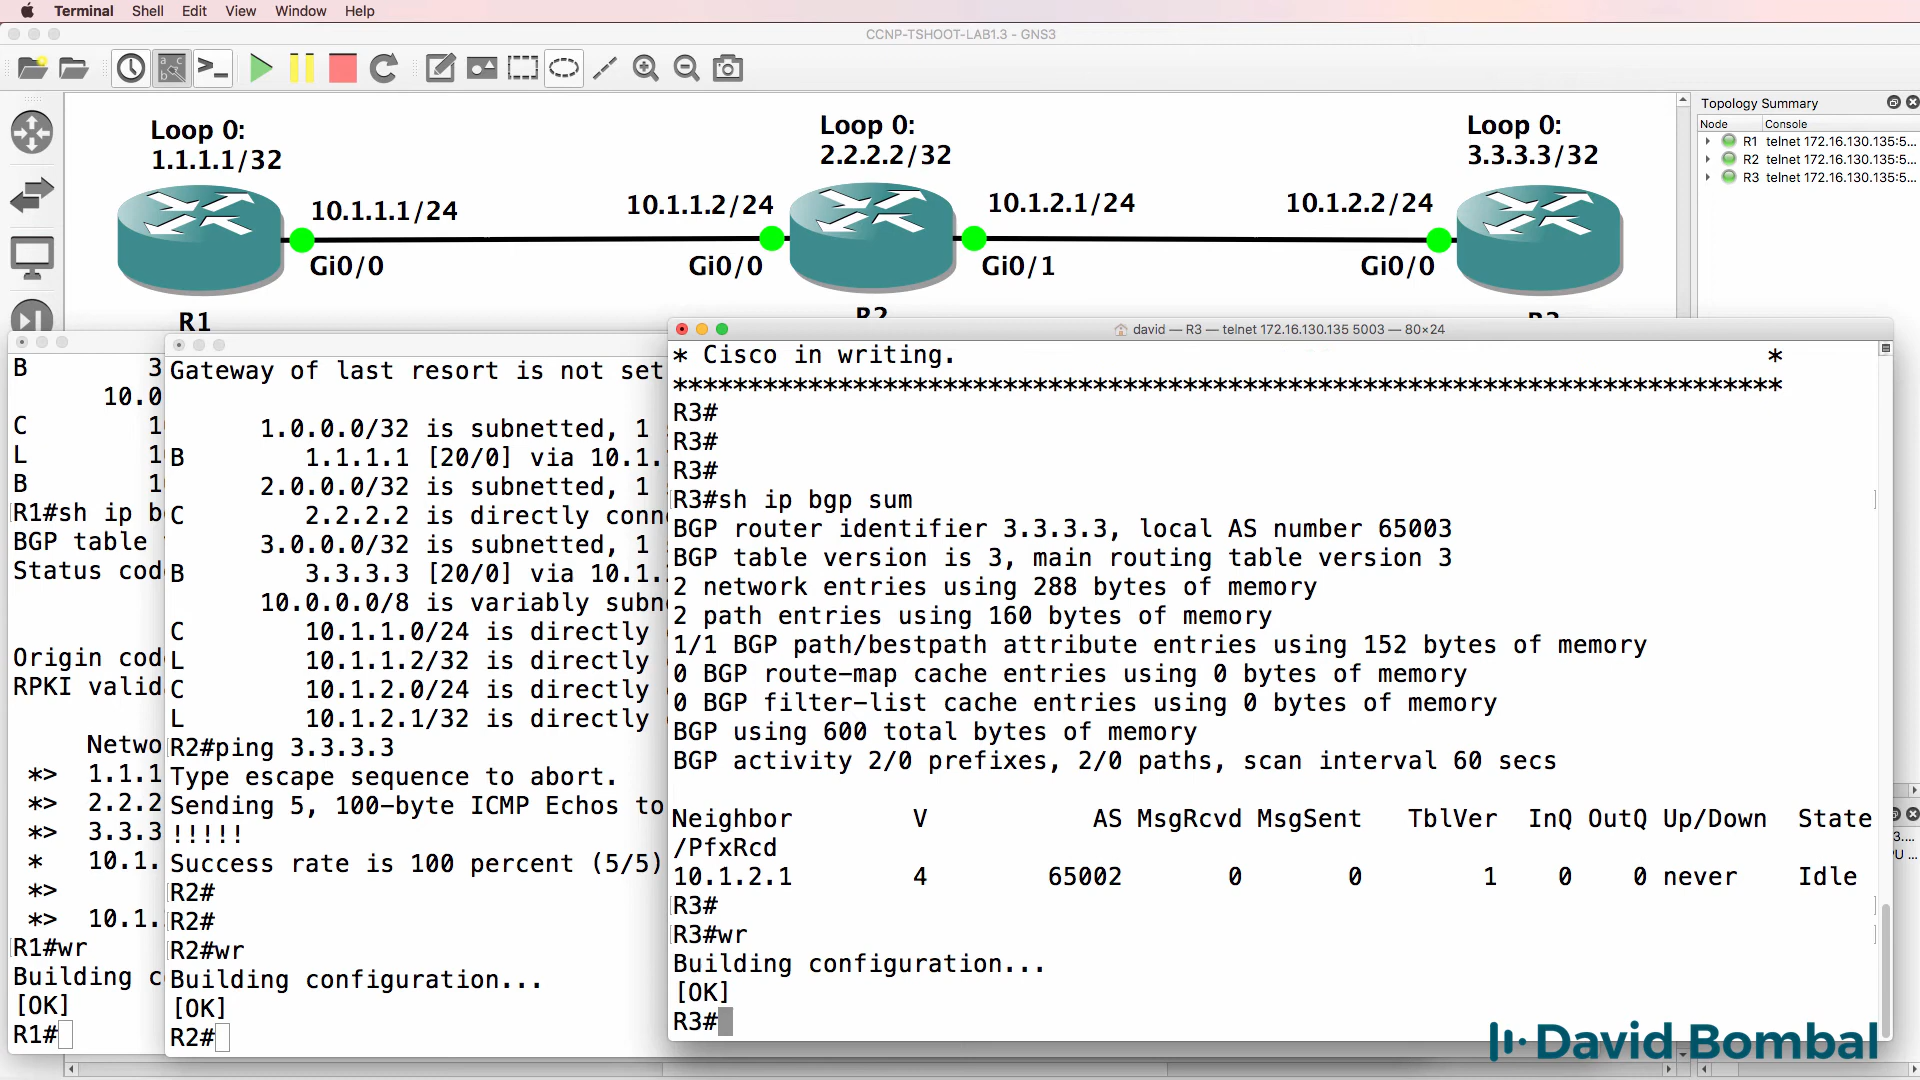 Terminal Shell Edit View Window Help
CCNP-TSHOOT-LAB1.3 - GNS3
Topology Summary
Node Console
R1 telnet 172.16.130.135:5...
R2 telnet 172.16.130.135:5...
R3 telnet 172.16.130.135:5...
Loop 0:
1.1.1.1/32
Loop 0:
2.2.2.2/32
Loop 0:
3.3.3.3/32
10.1.1.1/24
10.1.1.2/24
10.1.2.1/24
10.1.2.2/24
Gi0/0
Gi0/0
Gi0/1
Gi0/0
R1
R2
B 3
10.0
C 1
L 1
B 1
R1#sh ip b
BGP table
Status cod
Origin cod
RPKI valid
Netwo
*> 1.1.1
*> 2.2.2
*> 3.3.3
* 10.1.
*>
*> 10.1.
R1#wr
Building c
[OK]
R1#
Gateway of last resort is not set
1.0.0.0/32 is subnetted, 1
B 1.1.1.1 [20/0] via 10.1.
2.0.0.0/32 is subnetted, 1
C 2.2.2.2 is directly conn
3.0.0.0/32 is subnetted, 1
B 3.3.3.3 [20/0] via 10.1.
10.0.0.0/8 is variably subn
C 10.1.1.0/24 is directly
L 10.1.1.2/32 is directly
C 10.1.2.0/24 is directly
L 10.1.2.1/32 is directly
R2#ping 3.3.3.3
Type escape sequence to abort.
Sending 5, 100-byte ICMP Echos to
!!!!!
Success rate is 100 percent (5/5)
R2#
R2#
R2#wr
Building configuration...
[OK]
R2#
david — R3 — telnet 172.16.130.135 5003 — 80×24
* Cisco in writing. *
**************************************************************************
R3#
R3#
R3#
R3#sh ip bgp sum
BGP router identifier 3.3.3.3, local AS number 65003
BGP table version is 3, main routing table version 3
2 network entries using 288 bytes of memory
2 path entries using 160 bytes of memory
1/1 BGP path/bestpath attribute entries using 152 bytes of memory
0 BGP route-map cache entries using 0 bytes of memory
0 BGP filter-list cache entries using 0 bytes of memory
BGP using 600 total bytes of memory
BGP activity 2/0 prefixes, 2/0 paths, scan interval 60 secs
Neighbor V AS MsgRcvd MsgSent TblVer InQ OutQ Up/Down State
/PfxRcd
10.1.2.1 4 65002 0 0 1 0 0 never Idle
R3#
R3#wr
Building configuration...
[OK]
R3#
David Bombal